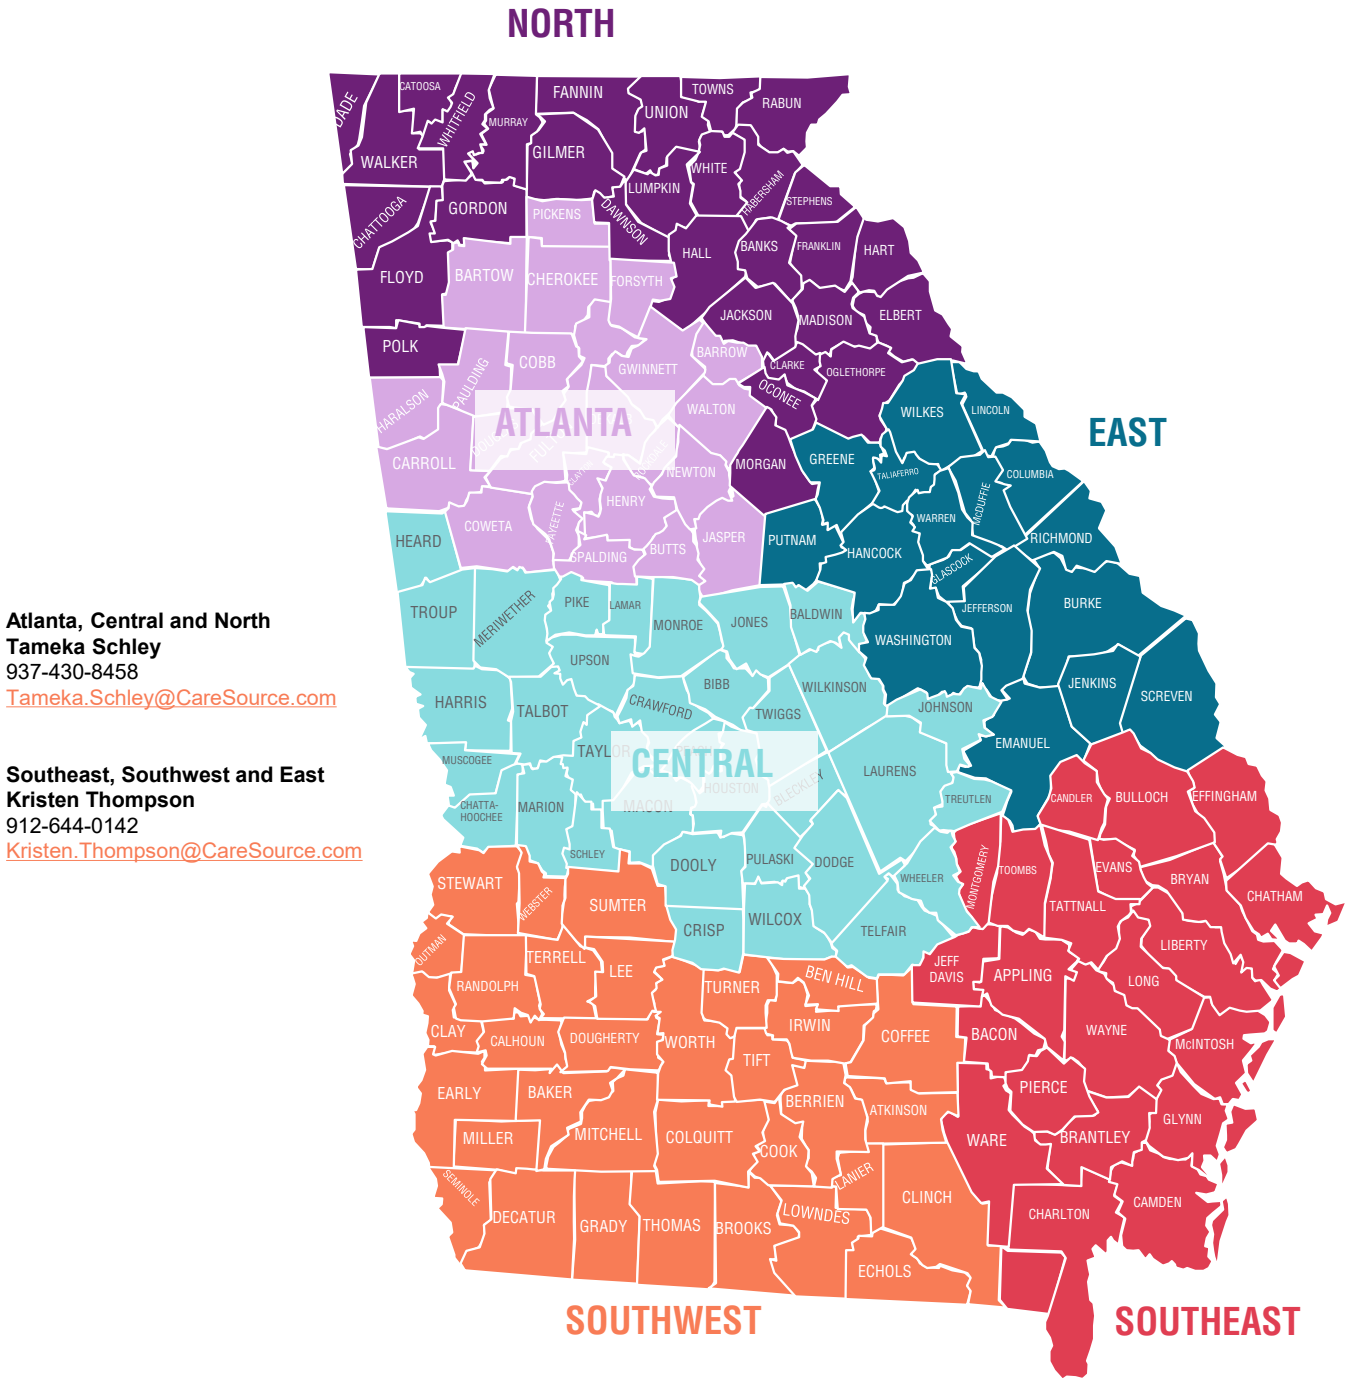 NORTH
DADE
CATOOSA
WHITFIELD
MURRAY
FANNIN
UNION
TOWNS
RABUN
WALKER
GILMER
LUMPKIN
WHITE
HABERSHAM
STEPHENS
CHATTOOGA
GORDON
PICKENS
DAWNSON
HALL
BANKS
FRANKLIN
HART
FLOYD
BARTOW
CHEROKEE
FORSYTH
JACKSON
MADISON
ELBERT
POLK
PAULDING
COBB
GWINNETT
BARROW
CLARKE
OGLETHORPE
OCONEE
HARALSON
ATLANTA
WALTON
WILKES
LINCOLN
EAST
CARROLL
NEWTON
MORGAN
GREENE
TALIAFERRO
COLUMBIA
McDUFFIE
HENRY
WARREN
COWETA
FAYEETTE
SPALDING
BUTTS
JASPER
PUTNAM
HANCOCK
RICHMOND
HEARD
GLASCOCK
TROUP
MERIWETHER
PIKE
LAMAR
MONROE
JONES
BALDWIN
WASHINGTON
JEFFERSON
BURKE
Atlanta, Central and North
Tameka Schley
937-430-8458
Tameka.Schley@CareSource.com
UPSON
BIBB
WILKINSON
JENKINS
SCREVEN
HARRIS
TALBOT
CRAWFORD
TWIGGS
JOHNSON
EMANUEL
MUSCOGEE
TAYLOR
CENTRAL
HOUSTON
BLECKLEY
LAURENS
TREUTLEN
CANDLER
BULLOCH
EFFINGHAM
Southeast, Southwest and East
Kristen Thompson
912-644-0142
Kristen.Thompson@CareSource.com
CHATTA-
HOOCHEE
MARION
MACON
SCHLEY
DOOLY
PULASKI
DODGE
WHEELER
MONTGOMERY
TOOMBS
EVANS
BRYAN
CHATHAM
STEWART
WEBSTER
SUMTER
CRISP
WILCOX
TELFAIR
TATTNALL
LIBERTY
OUTMAN
TERRELL
LEE
RANDOLPH
TURNER
BEN HILL
JEFF
DAVIS
APPLING
LONG
CLAY
CALHOUN
DOUGHERTY
WORTH
TIFT
IRWIN
COFFEE
BACON
WAYNE
McINTOSH
EARLY
BAKER
BERRIEN
ATKINSON
PIERCE
MILLER
MITCHELL
COLQUITT
COOK
WARE
BRANTLEY
GLYNN
SEMINOLE
LANIER
CLINCH
CAMDEN
DECATUR
GRADY
THOMAS
BROOKS
LOWNDES
CHARLTON
ECHOLS
SOUTHWEST
SOUTHEAST